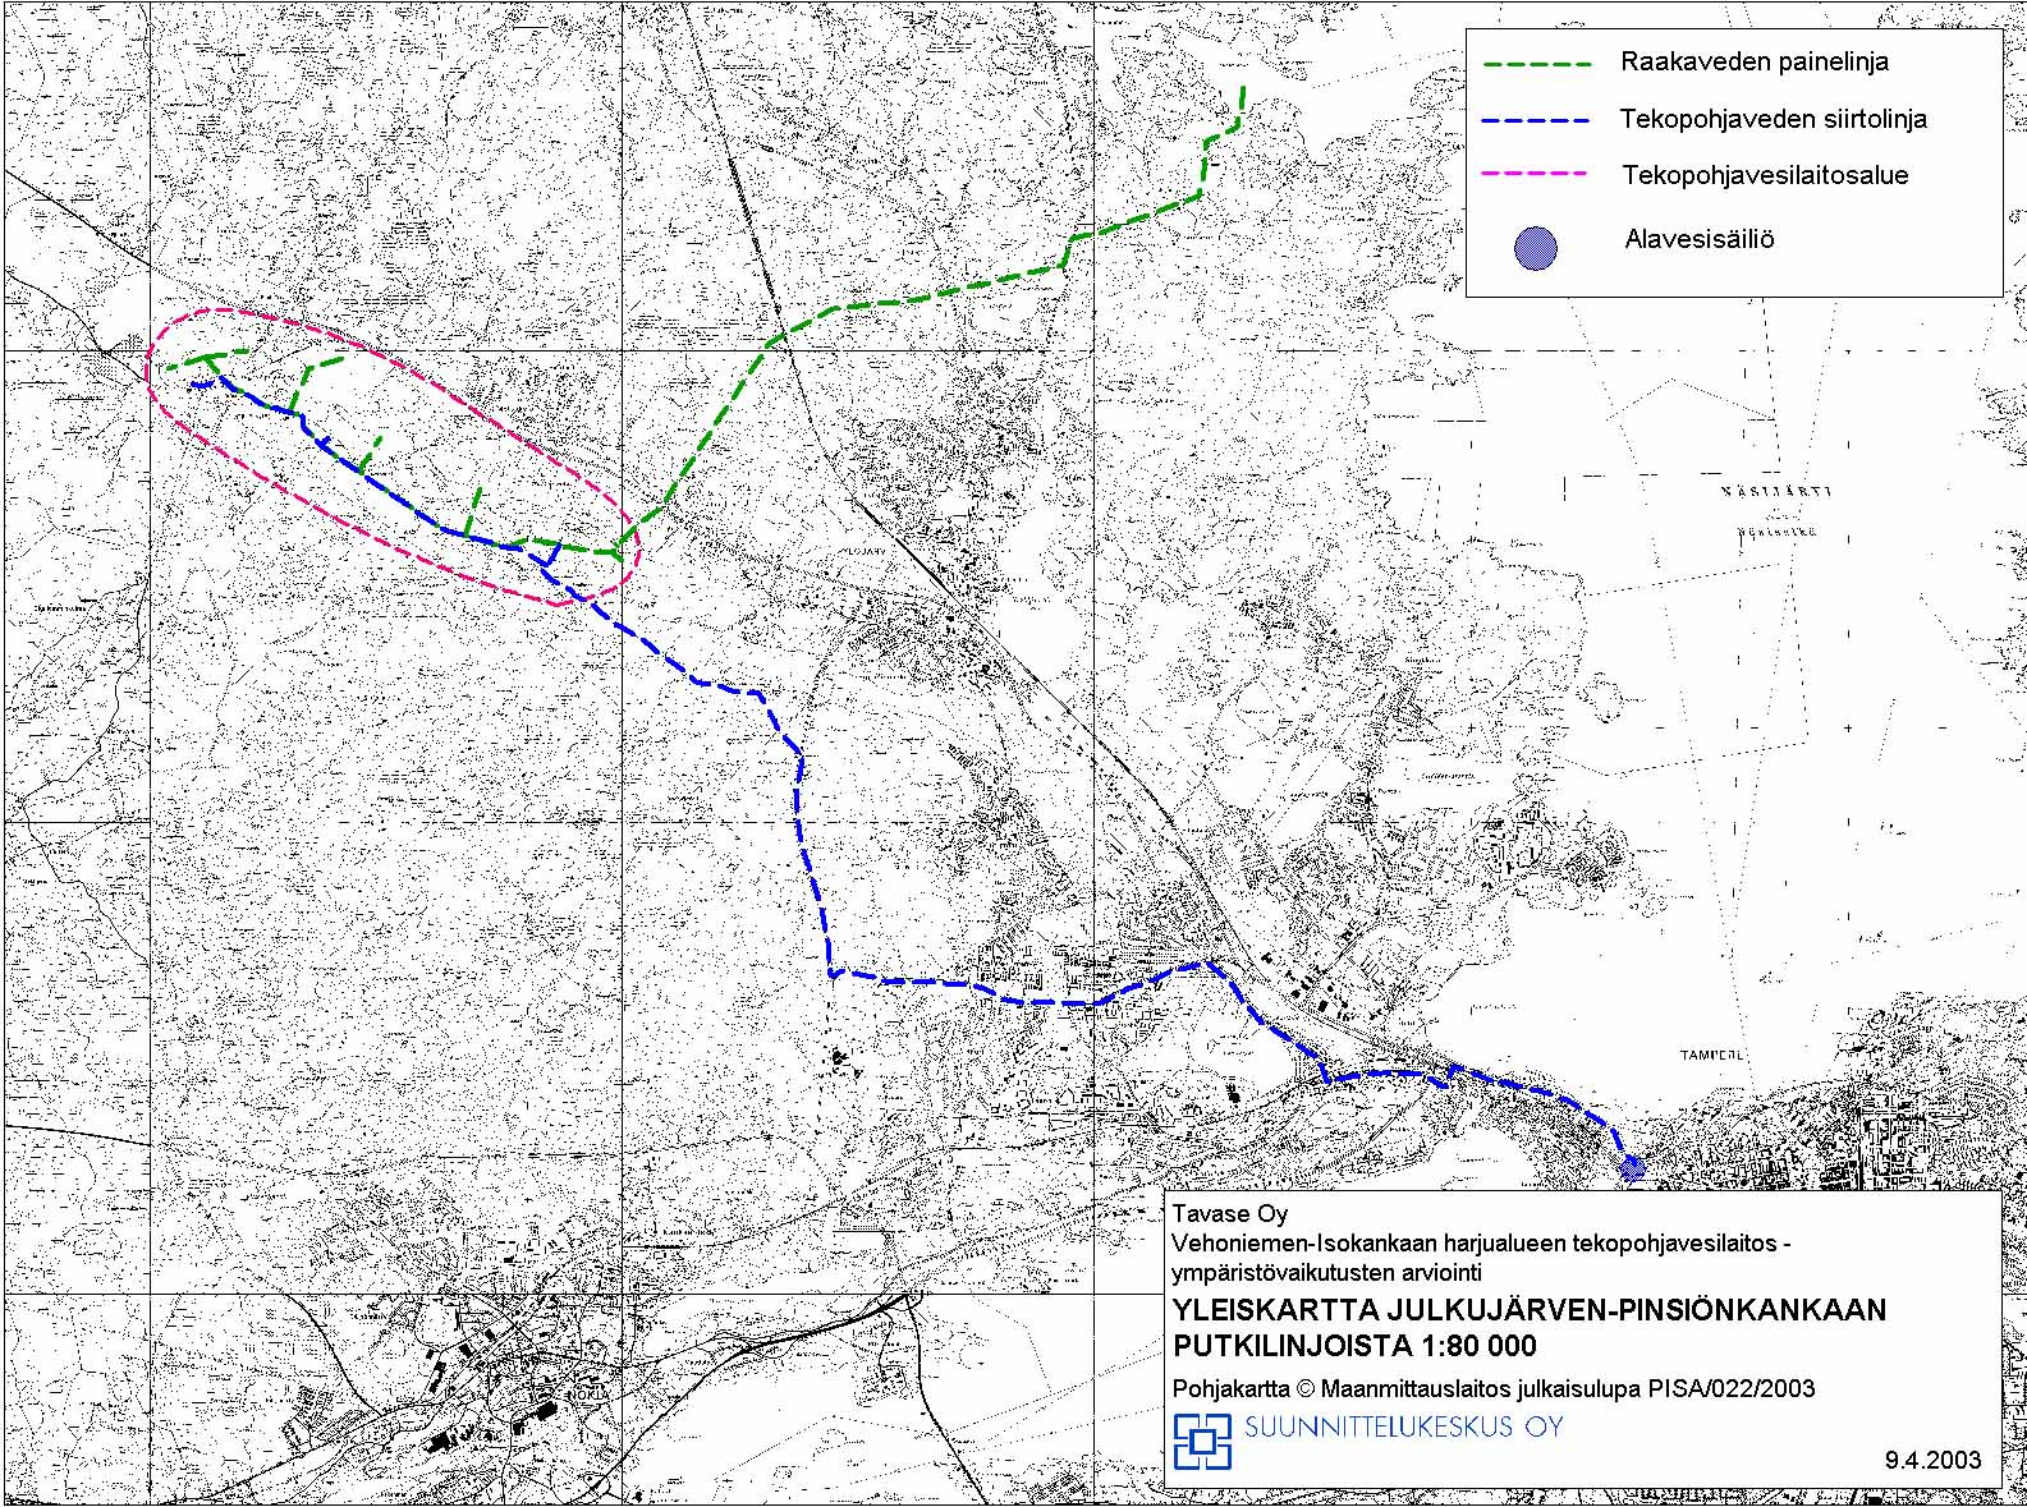 Raakaveden painelinja
Tekopohjaveden siirtolinja
Tekopohjavesilaitosalue
Alavesisäiliö
NÄSIJÄRVI
TAMPERE
NOKIA
Tavase Oy
Vehoniemen-Isokankaan harjualueen tekopohjavesilaitos -
ympäristövaikutusten arviointi
YLEISKARTTA JULKUJÄRVEN-PINSIÖNKANKAAN
PUTKILINJOISTA 1:80 000
Pohjakartta © Maanmittauslaitos julkaisulupa PISA/022/2003
SUUNNITTELUKESKUS OY
9.4.2003